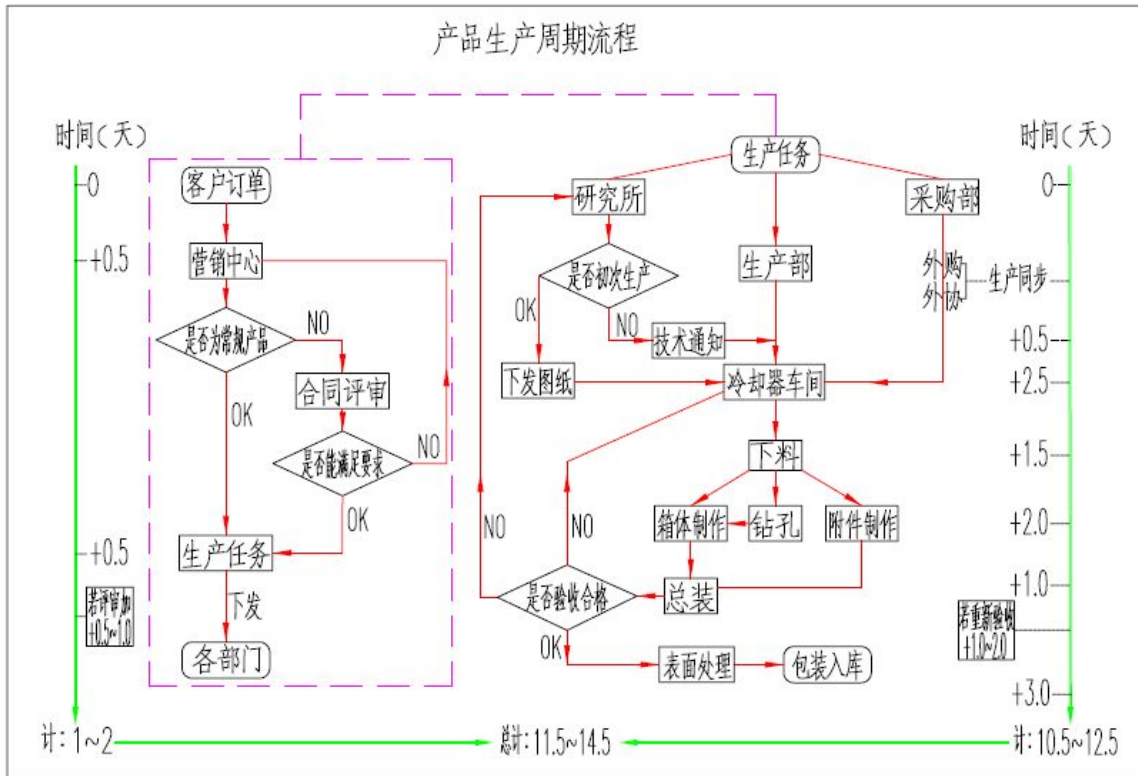 产品生产周期流程
时间(天)
0
+0.5
+0.5
若评审加
+0.5~1.0
计:1~2
客户订单
营销中心
是否为常规产品
NO
OK
合同评审
是否能满足要求
NO
OK
生产任务
下发
各部门
生产任务
研究所
采购部
是否初次生产
生产部
外购
外协
生产同步
OK
NO
技术通知
下发图纸
冷却器车间
下料
箱体制作
钻孔
附件制作
NO
NO
是否验收合格
总装
OK
表面处理
包装入库
时间(天)
0
+0.5
+2.5
+1.5
+2.0
+1.0
若重新验收
+1.0~2.0
+3.0
总计:11.5~14.5
计:10.5~12.5